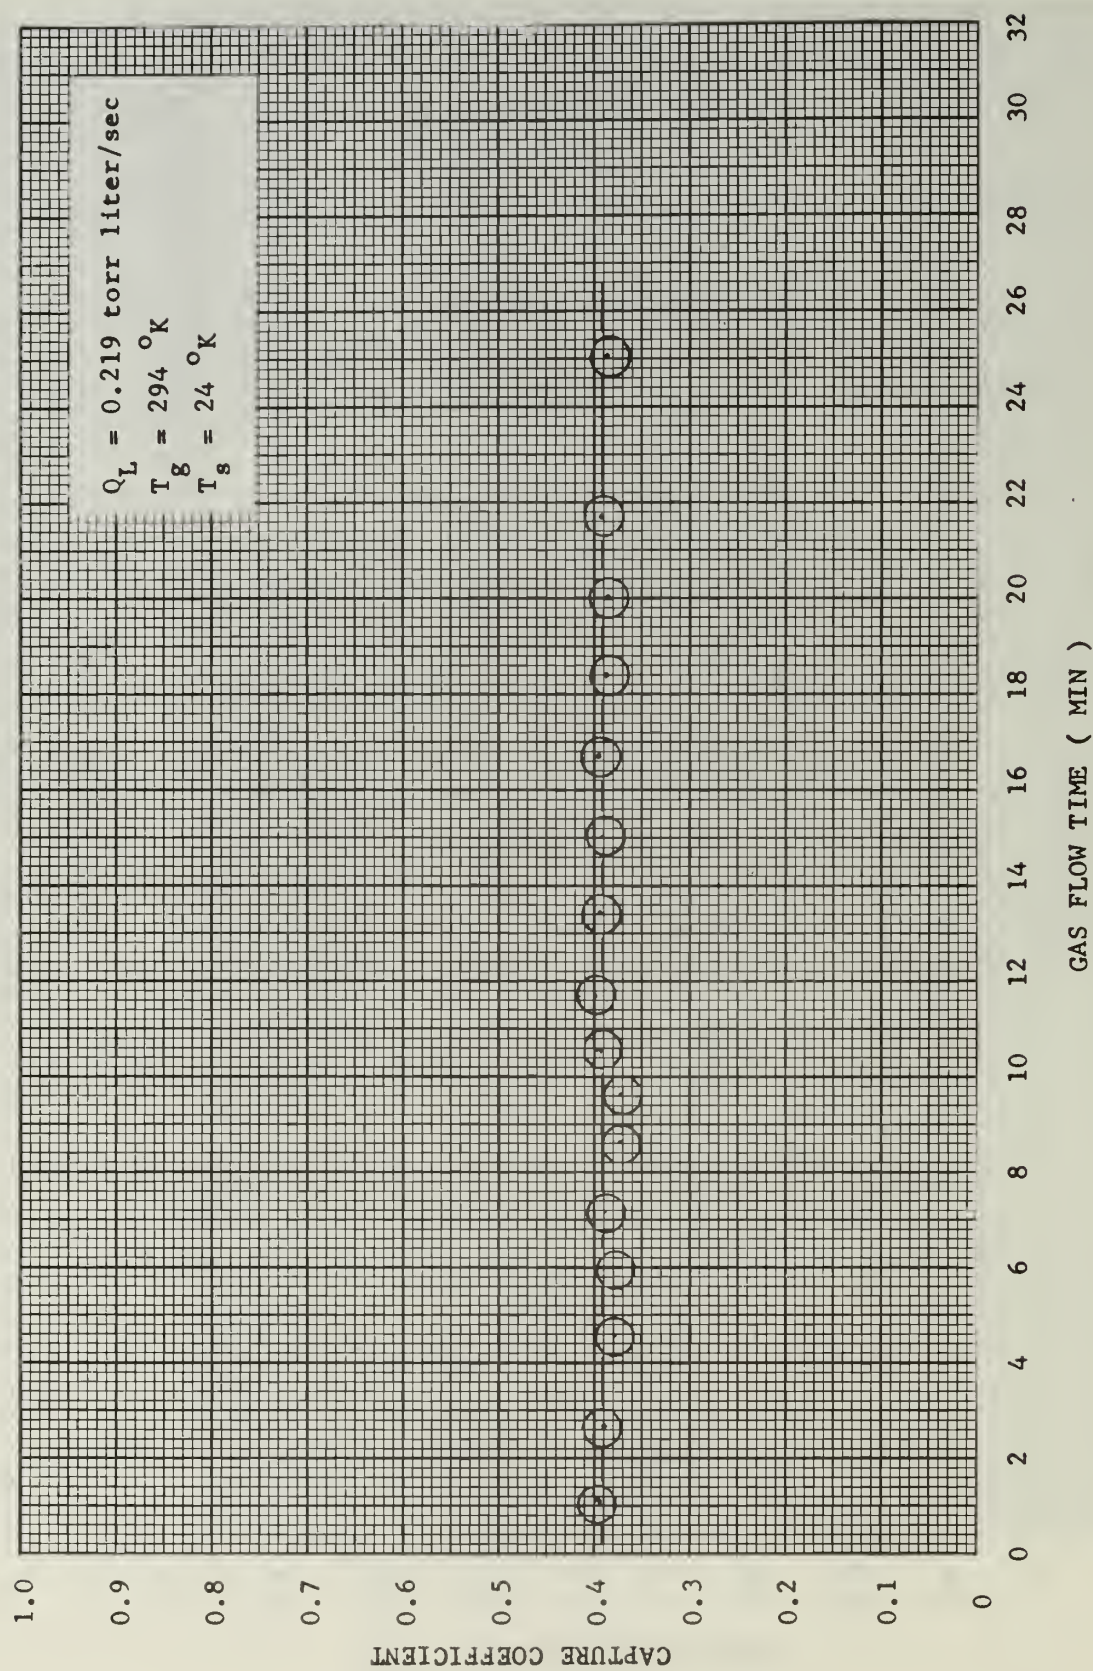 Q_L = 0.219 torr liter/sec
T_g = 294 °K
T_s = 24 °K
CAPTURE COEFFICIENT
1.0
0.9
0.8
0.7
0.6
0.5
0.4
0.3
0.2
0.1
0
0 2 4 6 8 10 12 14 16 18 20 22 24 26 28 30 32
GAS FLOW TIME ( MIN )